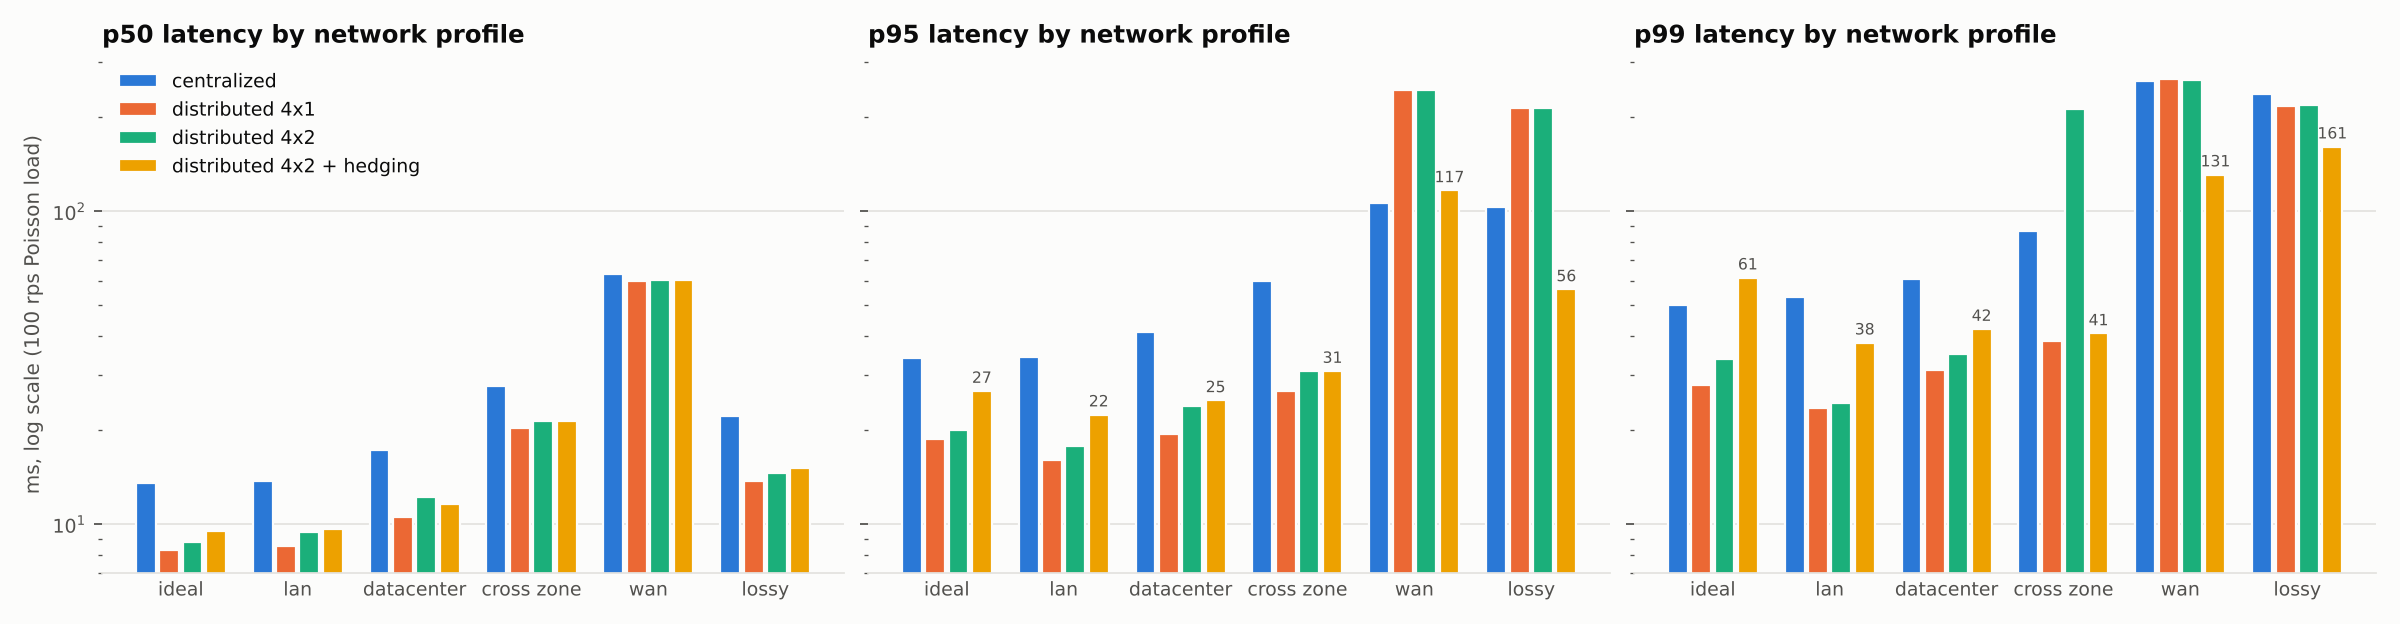 p50 latency by network profile
centralized
distributed 4x1
distributed 4x2
distributed 4x2 + hedging
ms, log scale (100 rps Poisson load)
10²
10¹
ideal
lan
datacenter
cross zone
wan
lossy
p95 latency by network profile
27
22
25
31
117
56
ideal
lan
datacenter
cross zone
wan
lossy
p99 latency by network profile
61
38
42
41
131
161
ideal
lan
datacenter
cross zone
wan
lossy